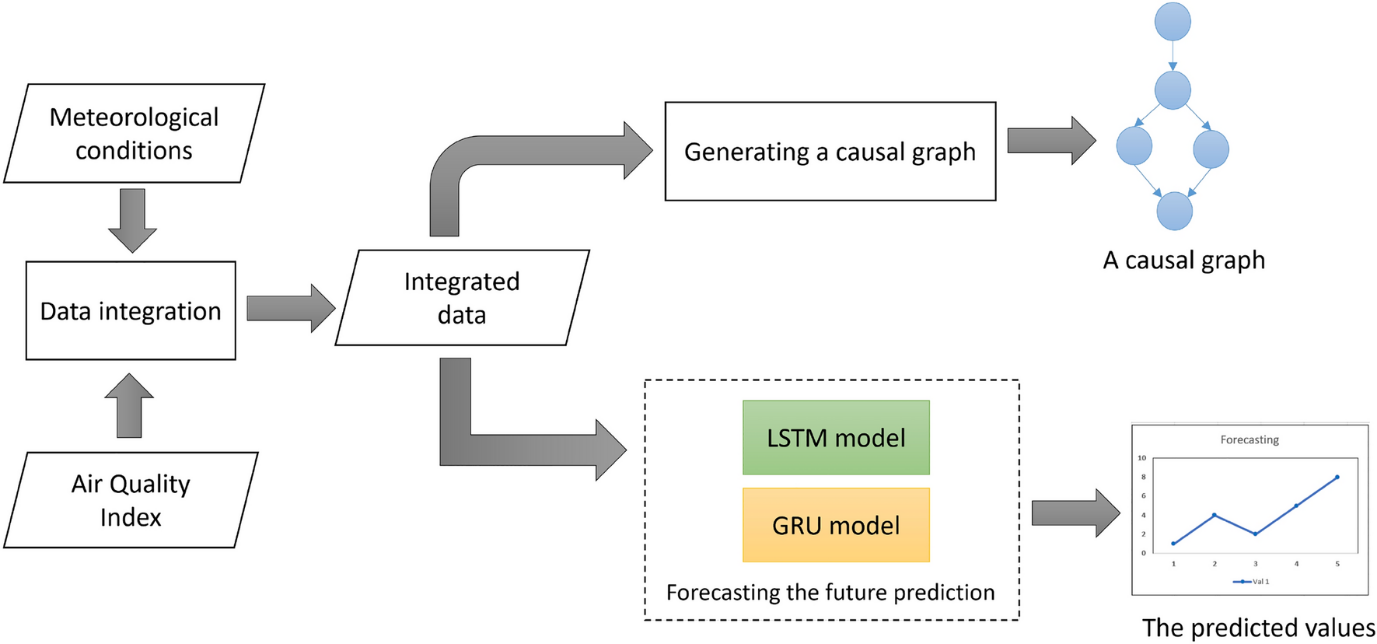 Meteorological
conditions
Data integration
Air Quality
Index
Integrated
data
Generating a causal graph
A causal graph
LSTM model
GRU model
Forecasting the future prediction
Forecasting
10
8
6
4
2
0
1 2 3 4 5
Val 1
The predicted values